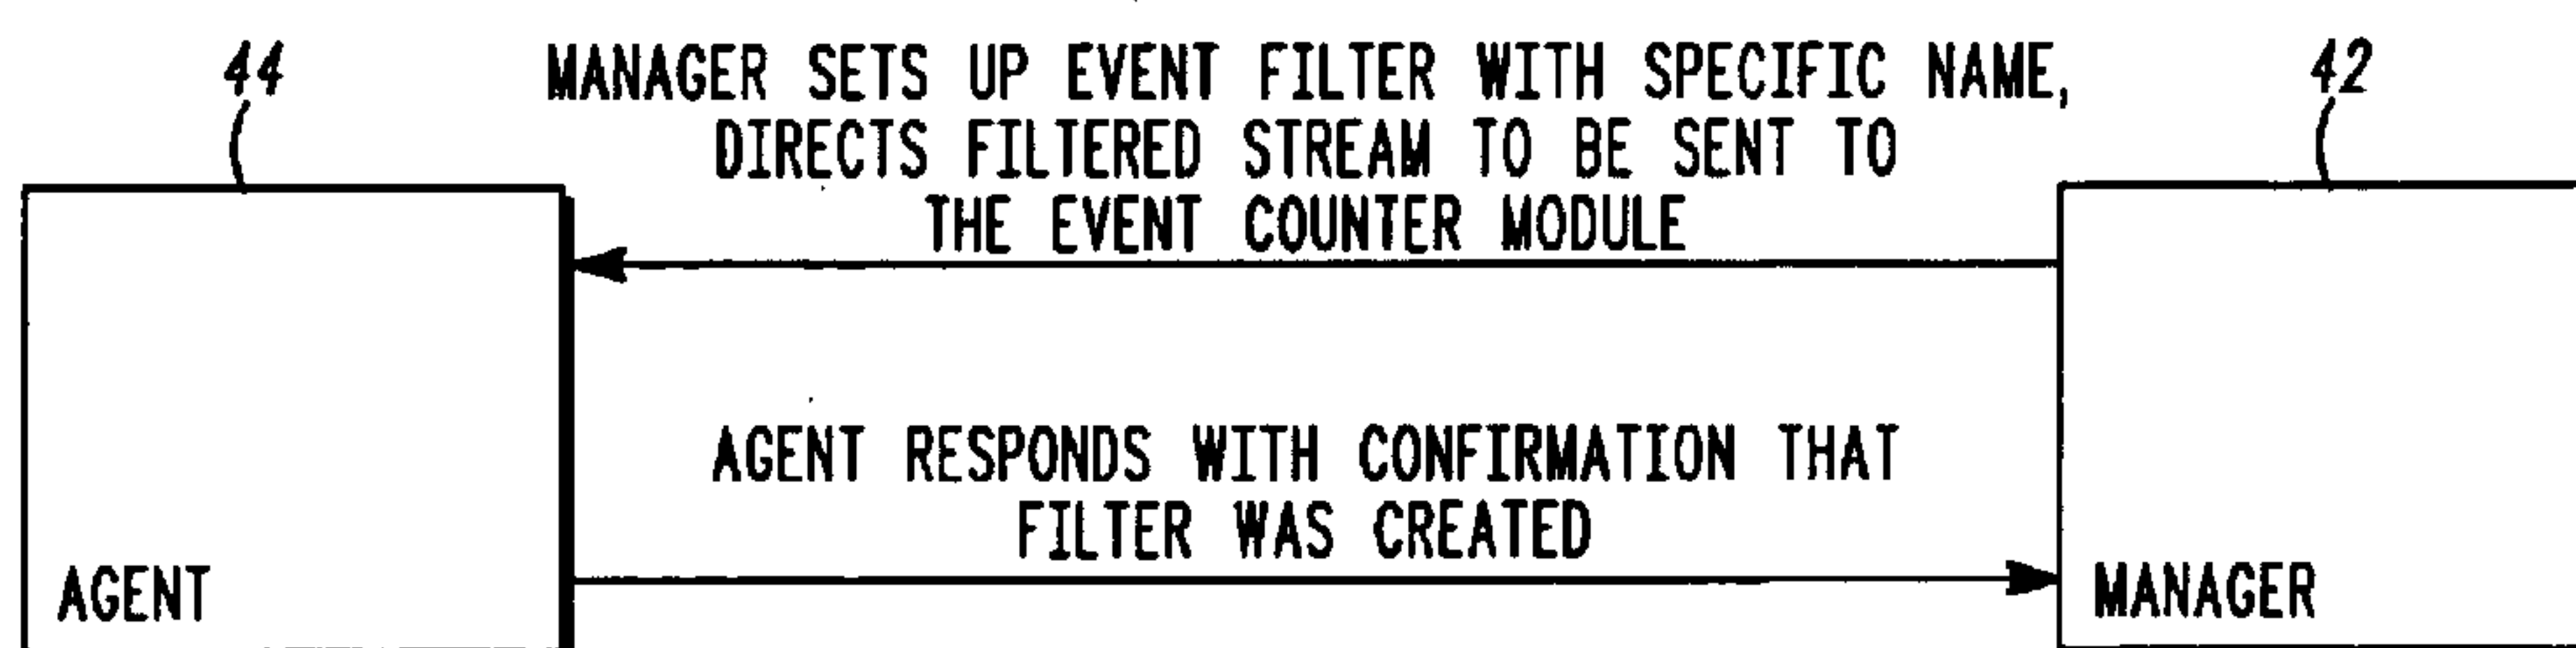 44
MANAGER SETS UP EVENT FILTER WITH SPECIFIC NAME,
DIRECTS FILTERED STREAM TO BE SENT TO
THE EVENT COUNTER MODULE
42
AGENT RESPONDS WITH CONFIRMATION THAT
FILTER WAS CREATED
AGENT
MANAGER